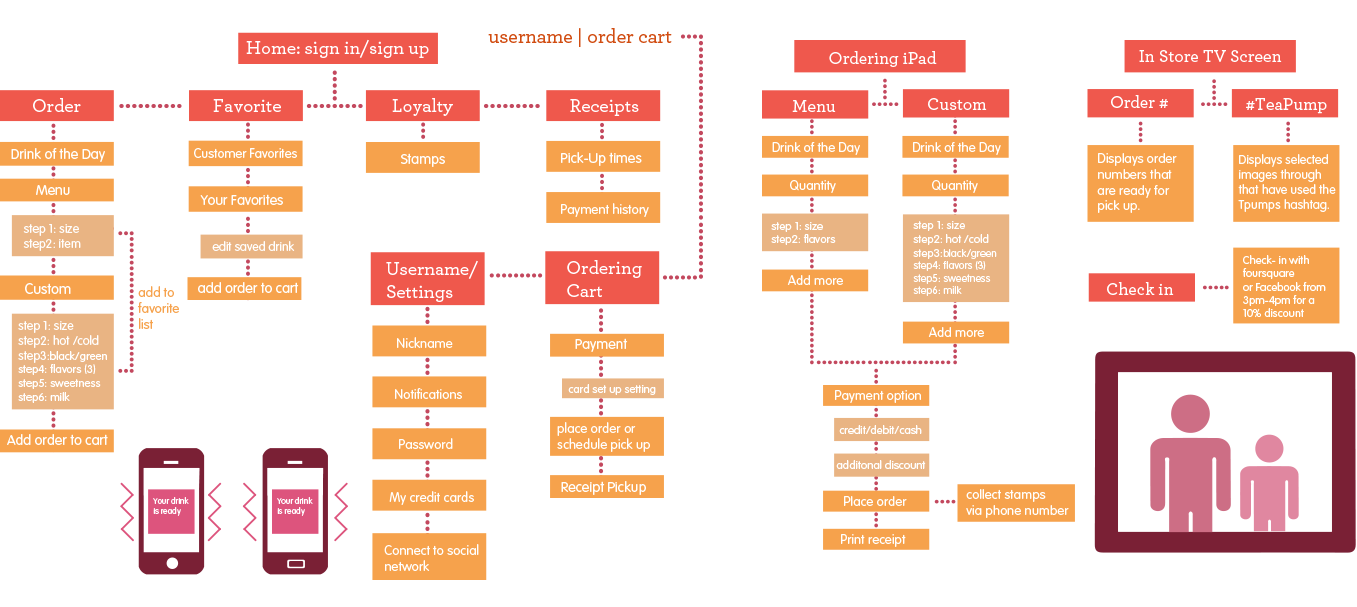 Home: sign in/sign up
username | order cart
Order
Favorite
Loyalty
Receipts
Drink of the Day
Menu
step 1: size
step2: item
Custom
step 1: size
step2: hot /cold
step3:black/green
step4: flavors (3)
step5: sweetness
step6: milk
Add order to cart
add to
favorite
list
Customer Favorites
Your Favorites
edit saved drink
add order to cart
Stamps
Pick-Up times
Payment history
Username/
Settings
Nickname
Notifications
Password
My credit cards
Connect to social
network
Ordering
Cart
Payment
card set up setting
place order or
schedule pick up
Receipt Pickup
Your drink
is ready
Your drink
is ready
Ordering iPad
Menu
Drink of the Day
Quantity
step 1: size
step2: flavors
Add more
Custom
Drink of the Day
Quantity
step 1: size
step2: hot /cold
step3:black/green
step4: flavors (3)
step5: sweetness
step6: milk
Add more
Payment option
credit/debit/cash
additonal discount
Place order
collect stamps
via phone number
Print receipt
In Store TV Screen
Order #
Displays order
numbers that
are ready for
pick up.
#TeaPump
Displays selected
images through
that have used the
Tpumps hashtag.
Check in
Check- in with
foursquare
or Facebook from
3pm-4pm for a
10% discount